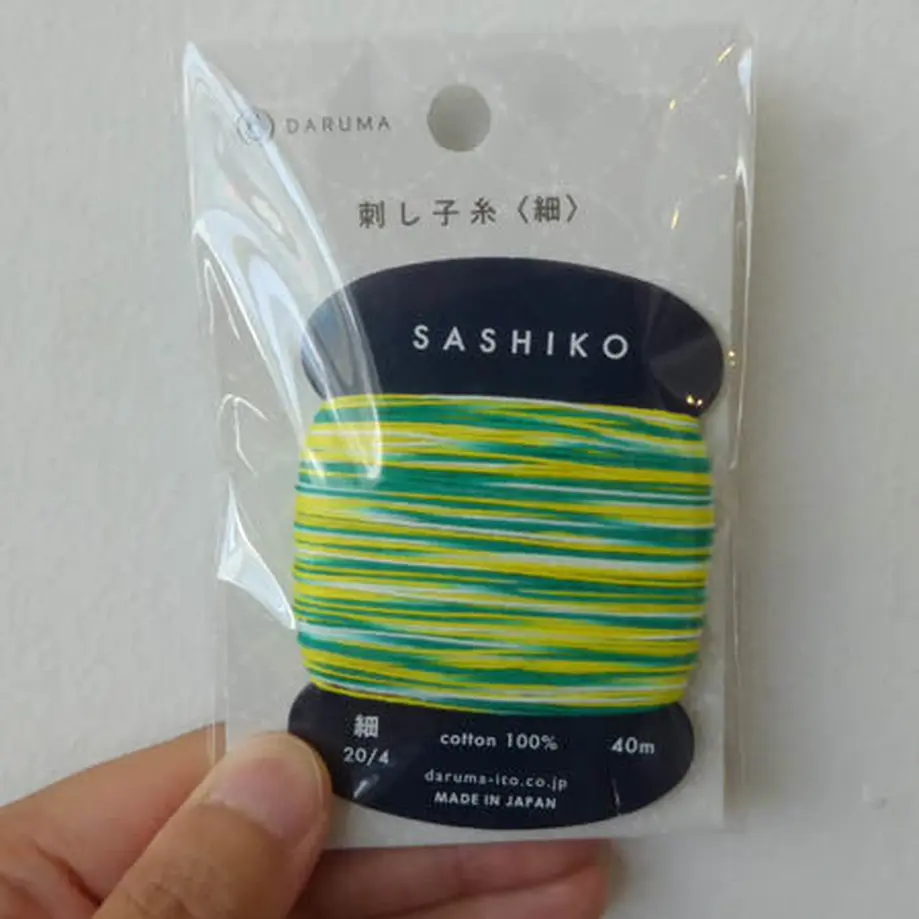 DARUMA
刺し子糸〈細〉
SASHIKO
細
20/4
cotton 100%
40m
daruma-ito.co.jp
MADE IN JAPAN